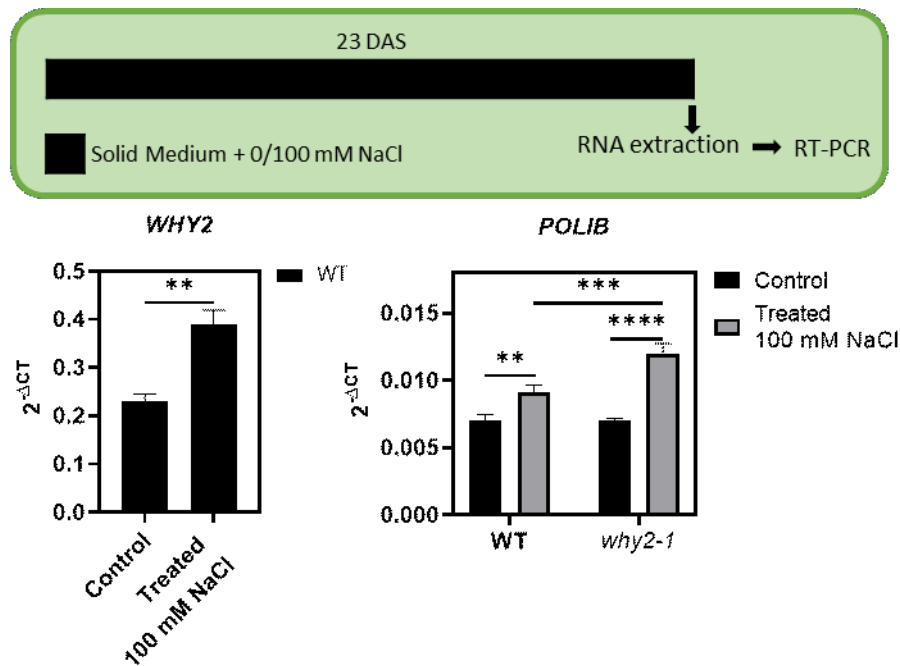 23 DAS
Solid Medium + 0/100 mM NaCl
RNA extraction
RT-PCR
WHY2
WT
0.5
0.4
0.3
0.2
0.1
0.0
2^-ΔCT
**
Control
Treated
100 mM NaCl
POLIB
Control
Treated
100 mM NaCl
0.015
0.010
0.005
0.000
2^-ΔCT
**
***
****
WT
why2-1